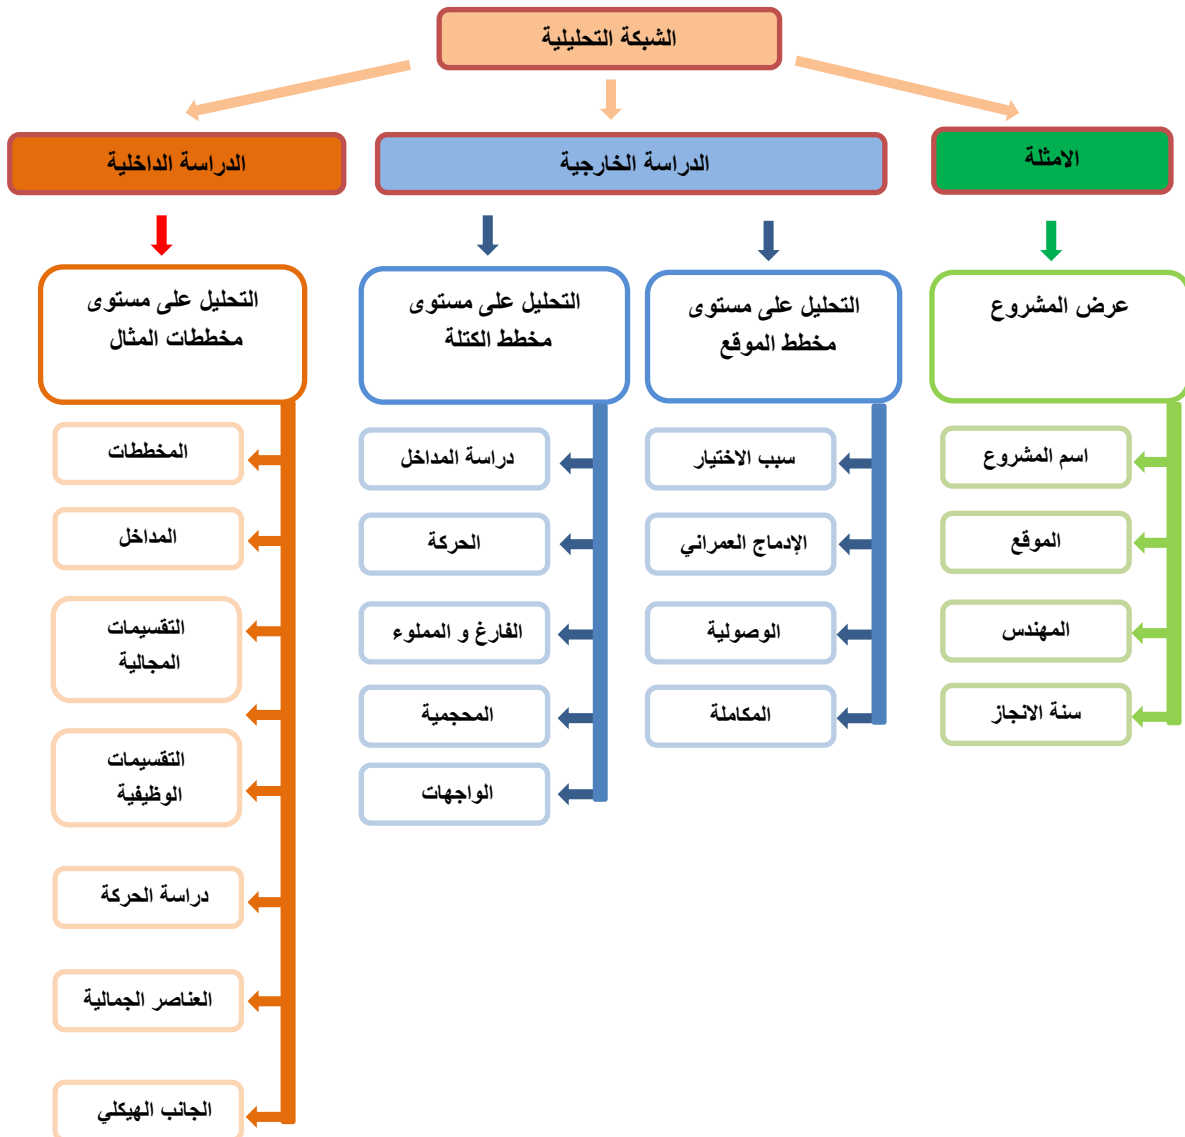 الشبكة التحليلية
الامثلة
الدراسة الخارجية
الدراسة الداخلية
عرض المشروع
اسم المشروع
الموقع
المهندس
سنة الانجاز
التحليل على مستوى
مخطط الموقع
سبب الاختيار
الإدماج العمراني
الوصولية
المكاملة
التحليل على مستوى
مخطط الكتلة
دراسة المداخل
الحركة
الفارغ و المملوء
المحجمية
الواجهات
التحليل على مستوى
مخططات المثال
المخططات
المداخل
التقسيمات
المجالية
التقسيمات
الوظيفية
دراسة الحركة
العناصر الجمالية
الجانب الهيكلي